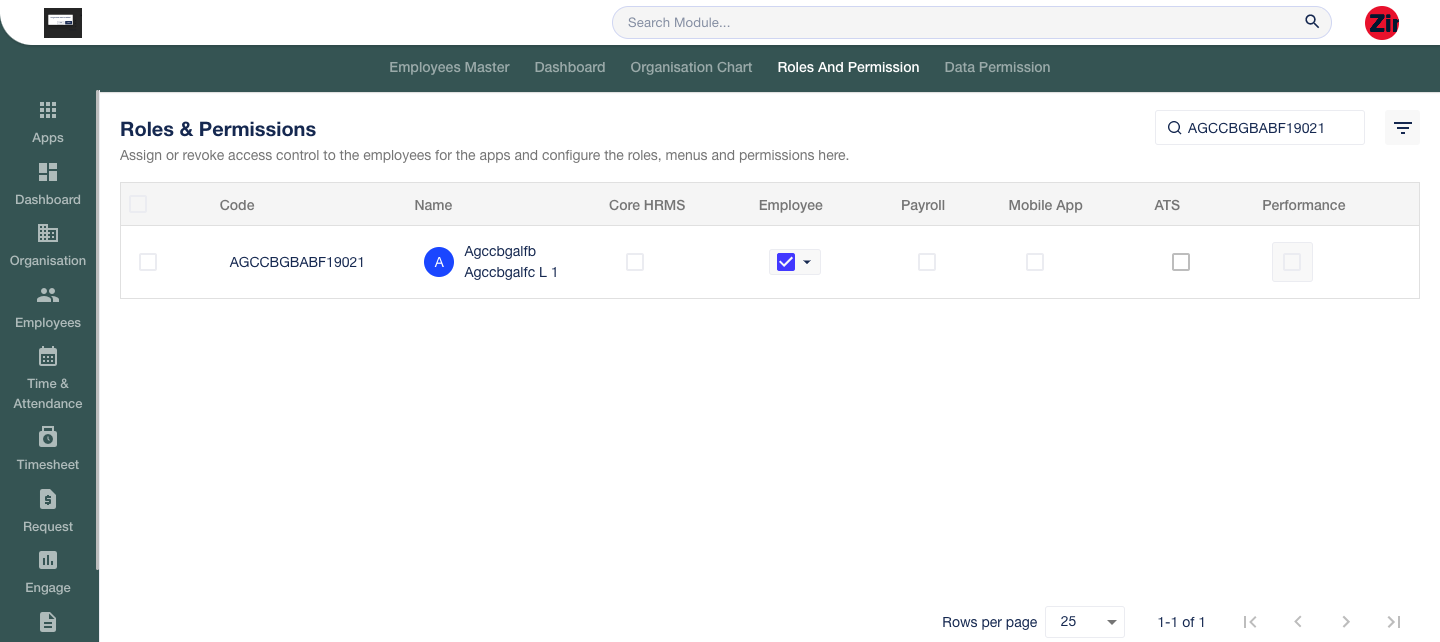 Search Module...
Zir
Employees Master Dashboard Organisation Chart Roles And Permission Data Permission
Apps
Dashboard
Organisation
Employees
Time &
Attendance
Timesheet
Request
Engage
Roles & Permissions
AGCCBGBABF19021
Assign or revoke access control to the employees for the apps and configure the roles, menus and permissions here.
Code Name Core HRMS Employee Payroll Mobile App ATS Performance
AGCCBGBABF19021 A Agccbgalfb
Agccbgalfc L 1
Rows per page 25 1-1 of 1